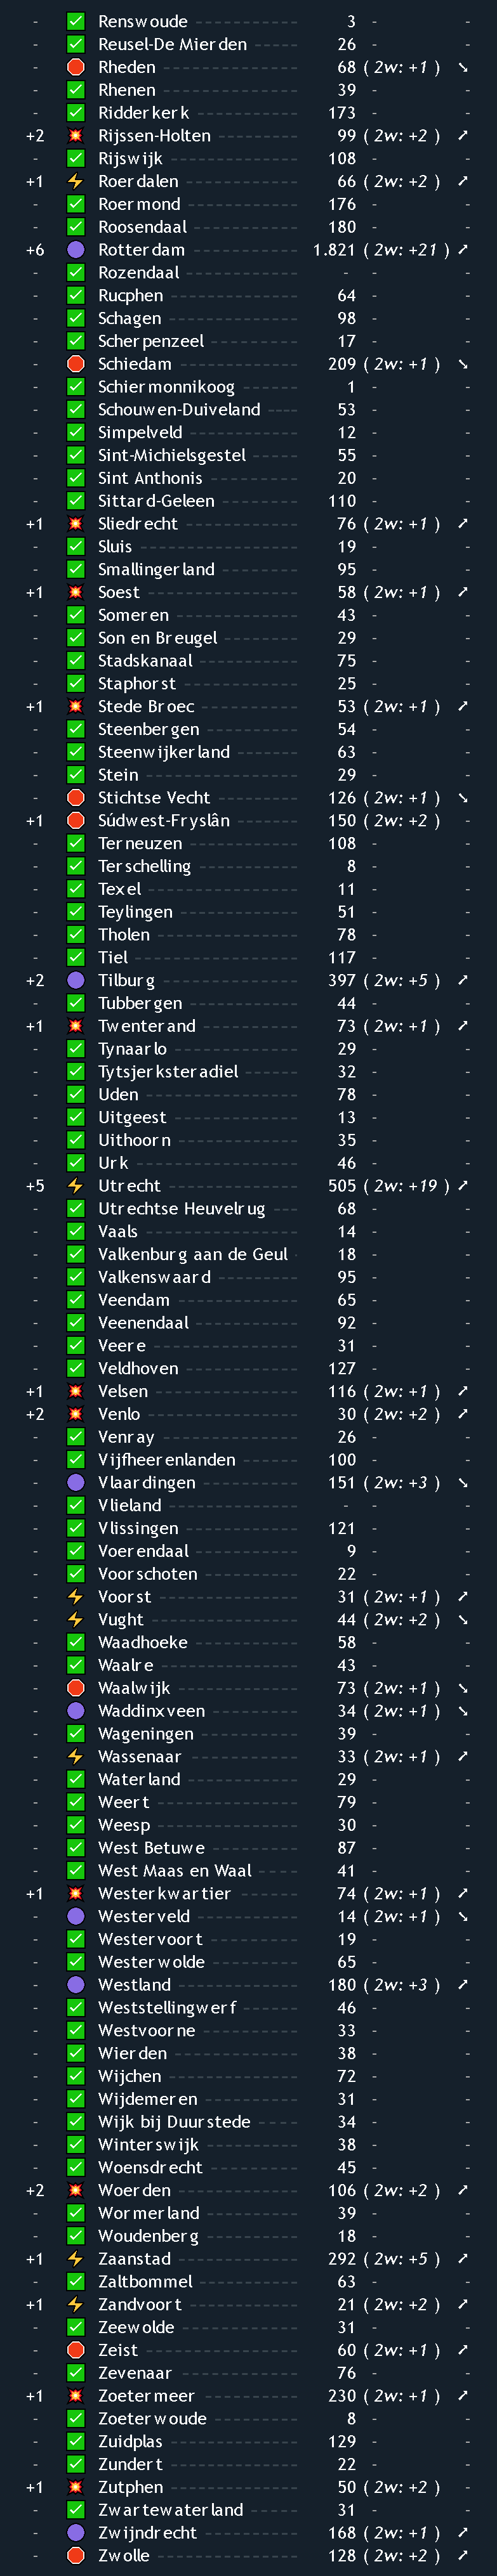 - ✅ Renswoude 3 - -
- ✅ Reusel-De Mierden 26 - -
- 🛑 Rheden 68 ( 2w: +1 ) ➘
- ✅ Rhenen 39 - -
- ✅ Ridderkerk 173 - -
+2 💥 Rijssen-Holten 99 ( 2w: +2 ) ➚
- ✅ Rijswijk 108 - -
+1 ⚡ Roerdalen 66 ( 2w: +2 ) ➚
- ✅ Roermond 176 - -
- ✅ Roosendaal 180 - -
+6 🟣 Rotterdam 1.821 ( 2w: +21 ) ➚
- ✅ Rozendaal - - -
- ✅ Rucphen 64 - -
- ✅ Schagen 98 - -
- ✅ Scherpenzeel 17 - -
- 🛑 Schiedam 209 ( 2w: +1 ) ➘
- ✅ Schiermonnikoog 1 - -
- ✅ Schouwen-Duiveland 53 - -
- ✅ Simpelveld 12 - -
- ✅ Sint-Michielsgestel 55 - -
- ✅ Sint Anthonis 20 - -
- ✅ Sittard-Geleen 110 - -
+1 💥 Sliedrecht 76 ( 2w: +1 ) ➚
- ✅ Sluis 19 - -
- ✅ Smallingerland 95 - -
+1 💥 Soest 58 ( 2w: +1 ) ➚
- ✅ Someren 43 - -
- ✅ Son en Breugel 29 - -
- ✅ Stadskanaal 75 - -
- ✅ Staphorst 25 - -
+1 💥 Stede Broec 53 ( 2w: +1 ) ➚
- ✅ Steenbergen 54 - -
- ✅ Steenwijkerland 63 - -
- ✅ Stein 29 - -
- 🛑 Stichtse Vecht 126 ( 2w: +1 ) ➘
+1 🛑 Súdwest-Fryslân 150 ( 2w: +2 ) -
- ✅ Terneuzen 108 - -
- ✅ Terschelling 8 - -
- ✅ Texel 11 - -
- ✅ Teylingen 51 - -
- ✅ Tholen 78 - -
- ✅ Tiel 117 - -
+2 🟣 Tilburg 397 ( 2w: +5 ) ➚
- ✅ Tubbergen 44 - -
+1 💥 Twenterand 73 ( 2w: +1 ) ➚
- ✅ Tynaarlo 29 - -
- ✅ Tytsjerksteradiel 32 - -
- ✅ Uden 78 - -
- ✅ Uitgeest 13 - -
- ✅ Uithoorn 35 - -
- ✅ Urk 46 - -
+5 ⚡ Utrecht 505 ( 2w: +19 ) ➚
- ✅ Utrechtse Heuvelrug 68 - -
- ✅ Vaals 14 - -
- ✅ Valkenburg aan de Geul 18 - -
- ✅ Valkenswaard 95 - -
- ✅ Veendam 65 - -
- ✅ Veenendaal 92 - -
- ✅ Veere 31 - -
- ✅ Veldhoven 127 - -
+1 💥 Velsen 116 ( 2w: +1 ) ➚
+2 💥 Venlo 30 ( 2w: +2 ) ➚
- ✅ Venray 26 - -
- ✅ Vijfheerenlanden 100 - -
- 🟣 Vlaardingen 151 ( 2w: +3 ) ➘
- ✅ Vlieland - - -
- ✅ Vlissingen 121 - -
- ✅ Voerendaal 9 - -
- ✅ Voorschoten 22 - -
- ⚡ Voorst 31 ( 2w: +1 ) ➚
- ⚡ Vught 44 ( 2w: +2 ) ➘
- ✅ Waadhoeke 58 - -
- ✅ Waalre 43 - -
- 🛑 Waalwijk 73 ( 2w: +1 ) ➘
- 🟣 Waddinxveen 34 ( 2w: +1 ) ➘
- ✅ Wageningen 39 - -
- ⚡ Wassenaar 33 ( 2w: +1 ) ➚
- ✅ Waterland 29 - -
- ✅ Weert 79 - -
- ✅ Weesp 30 - -
- ✅ West Betuwe 87 - -
- ✅ West Maas en Waal 41 - -
+1 💥 Westerkwartier 74 ( 2w: +1 ) ➚
- 🟣 Westerveld 14 ( 2w: +1 ) ➘
- ✅ Westervoort 19 - -
- ✅ Westerwolde 65 - -
- 🟣 Westland 180 ( 2w: +3 ) ➚
- ✅ Weststellingwerf 46 - -
- ✅ Westvoorne 33 - -
- ✅ Wierden 38 - -
- ✅ Wijchen 72 - -
- ✅ Wijdemeren 31 - -
- ✅ Wijk bij Duurstede 34 - -
- ✅ Winterswijk 38 - -
- ✅ Woensdrecht 45 - -
+2 💥 Woerden 106 ( 2w: +2 ) ➚
- ✅ Wormerland 39 - -
- ✅ Woudenberg 18 - -
+1 ⚡ Zaanstad 292 ( 2w: +5 ) ➚
- ✅ Zaltbommel 63 - -
+1 ⚡ Zandvoort 21 ( 2w: +2 ) ➚
- ✅ Zeewolde 31 - -
- 🛑 Zeist 60 ( 2w: +1 ) ➚
- ✅ Zevenaar 76 - -
+1 💥 Zoetermeer 230 ( 2w: +1 ) ➚
- ✅ Zoeterwoude 8 - -
- ✅ Zuidplas 129 - -
- ✅ Zundert 22 - -
+1 💥 Zutphen 50 ( 2w: +2 ) -
- ✅ Zwartewaterland 31 - -
- 🟣 Zwijndrecht 168 ( 2w: +1 ) ➚
- 🛑 Zwolle 128 ( 2w: +2 ) ➚